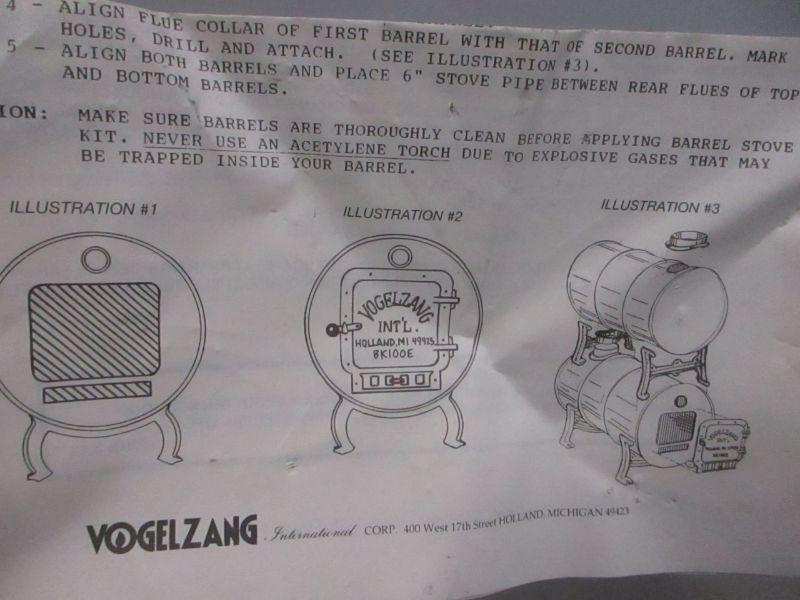 4 - ALIGN FLUE COLLAR OF FIRST BARREL WITH THAT OF SECOND BARREL. MARK
HOLES, DRILL AND ATTACH. (SEE ILLUSTRATION #3).
5 - ALIGN BOTH BARRELS AND PLACE 6" STOVE PIPE BETWEEN REAR FLUES OF TOP
AND BOTTOM BARRELS.
ION: MAKE SURE BARRELS ARE THOROUGHLY CLEAN BEFORE APPLYING BARREL STOVE
KIT. NEVER USE AN ACETYLENE TORCH DUE TO EXPLOSIVE GASES THAT MAY
BE TRAPPED INSIDE YOUR BARREL.
ILLUSTRATION #1
ILLUSTRATION #2
ILLUSTRATION #3
VOGELZANG
INT'L.
HOLLAND, MI 49423
BK100E
VOGELZANG
INT'L
VOGELZANG International CORP. 400 West 17th Street HOLLAND, MICHIGAN 49423